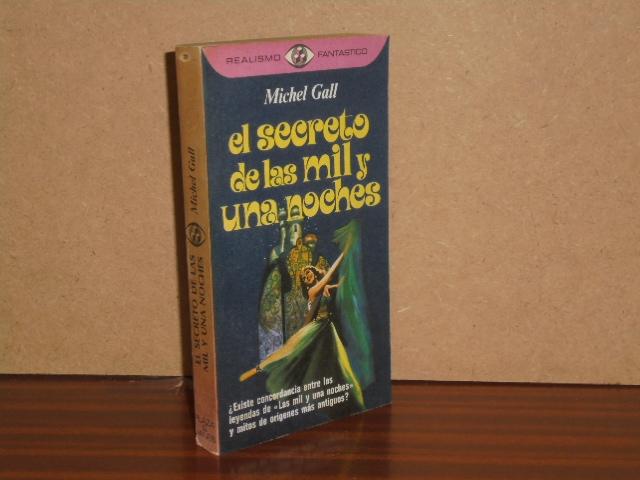 REALISMO FANTASTICO
Michel Gall
el secreto
de las mil y
una noches
¿Existe concordancia entre las
leyendas de «Las mil y una noches»
y mitos de orígenes más antiguos?
EL SECRETO DE LAS
MIL Y UNA NOCHES
Michel Gall